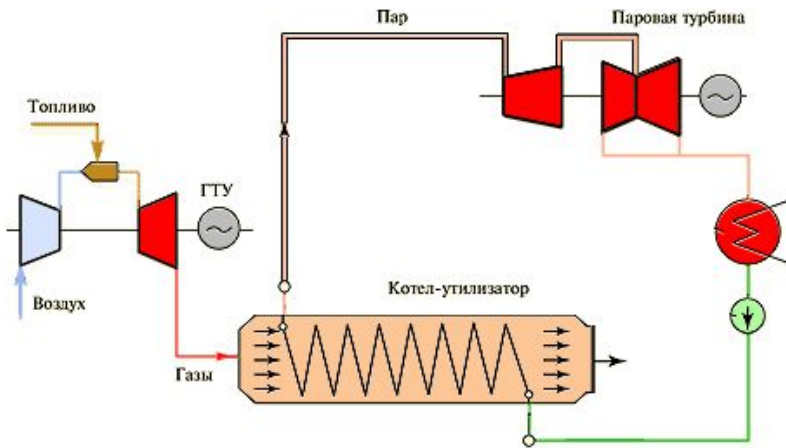 Пар
Паровая турбина
Топливо
ГТУ
Воздух
Котел-утилизатор
Газы